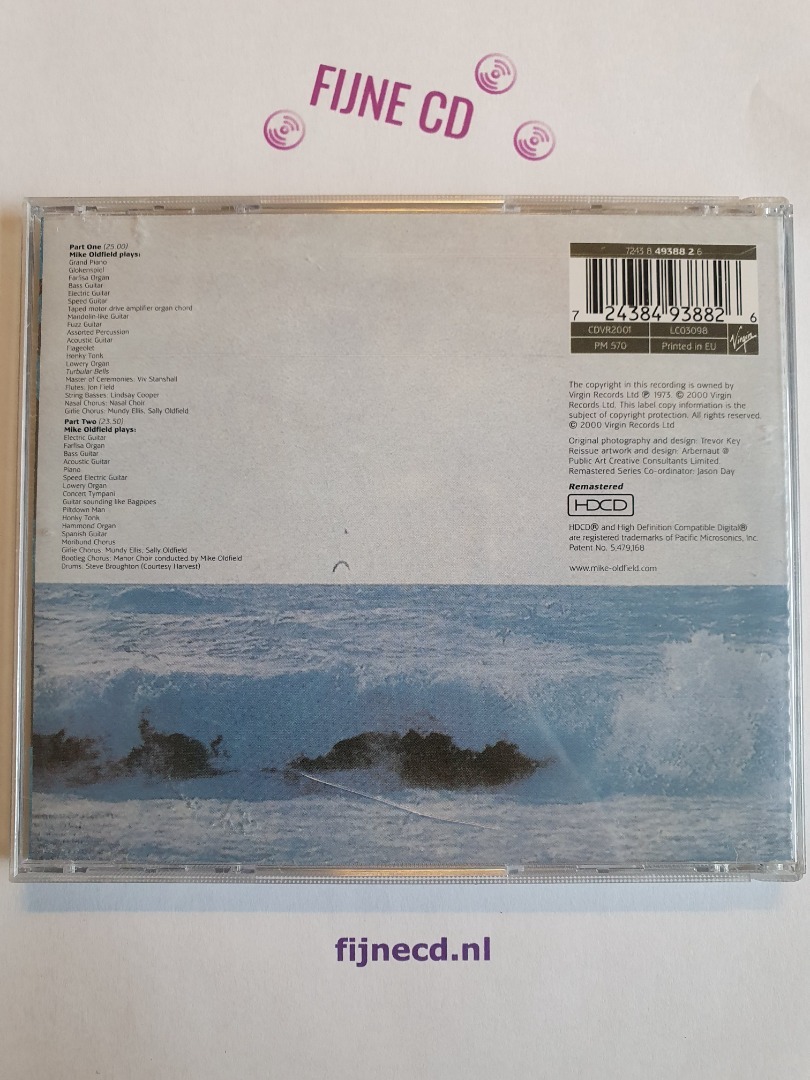 FIJNE CD
Part One (25.00)
Mike Oldfield plays:
Grand Piano
Glokenspiel
Farfisa Organ
Bass Guitar
Electric Guitar
Speed Guitar
Taped motor drive amplifier organ chord
Mandolin-like Guitar
Fuzz Guitar
Assorted Percussion
Acoustic Guitar
Flageolet
Honky Tonk
Lowery Organ
Turbular Bells
Master of Ceremonies: Viv Stanshall
Flutes: Jon Field
String Basses: Lindsay Cooper
Nasal Chorus: Nasal Choir
Girlie Chorus: Mundy Ellis, Sally Oldfield
Part Two (23.50)
Mike Oldfield plays:
Electric Guitar
Farfisa Organ
Bass Guitar
Acoustic Guitar
Piano
Speed Electric Guitar
Lowery Organ
Concert Tympani
Guitar sounding like Bagpipes
Piltdown Man
Honky Tonk
Hammond Organ
Spanish Guitar
Moribund Chorus
Girlie Chorus: Mundy Ellis, Sally Oldfield
Bootleg Chorus: Manor Choir conducted by Mike Oldfield
Drums: Steve Broughton (Courtesy Harvest)
7243 8 49388 2 6
7 24384 93882 6
CDVR2001 LC03098
PM 570 Printed in EU
Virgin
The copyright in this recording is owned by
Virgin Records Ltd ℗ 1973. © 2000 Virgin
Records Ltd. This label copy information is the
subject of copyright protection. All rights reserved.
© 2000 Virgin Records Ltd
Original photography and design: Trevor Key
Reissue artwork and design: Arbernaut @
Public Art Creative Consultants Limited.
Remastered Series Co-ordinator: Jason Day
Remastered
HDCD
HDCD® and High Definition Compatible Digital®
are registered trademarks of Pacific Microsonics, Inc.
Patent No. 5,479,168
www.mike-oldfield.com
fijnecd.nl